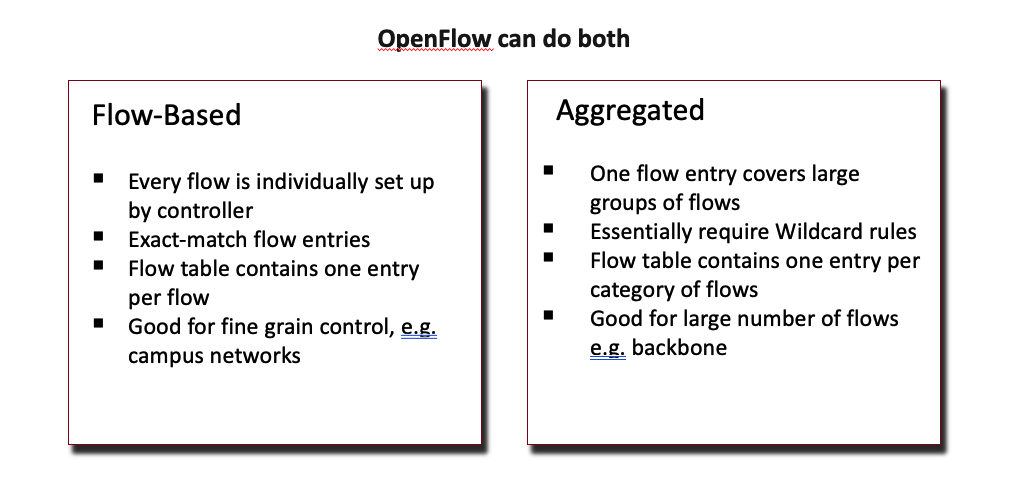 OpenFlow can do both
Flow-Based
▪ Every flow is individually set up
by controller
▪ Exact-match flow entries
▪ Flow table contains one entry
per flow
▪ Good for fine grain control, e.g.
campus networks
Aggregated
▪ One flow entry covers large
groups of flows
▪ Essentially require Wildcard rules
▪ Flow table contains one entry per
category of flows
▪ Good for large number of flows
e.g. backbone